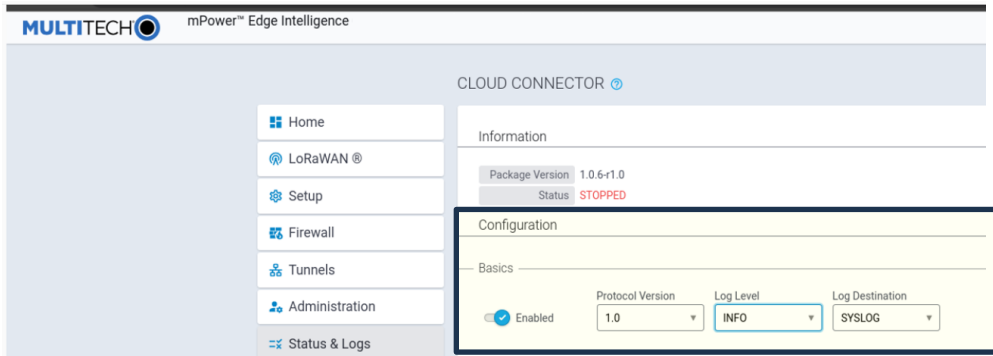 MULTITECH
mPower™ Edge Intelligence
CLOUD CONNECTOR
Home
LoRaWAN ®
Setup
Firewall
Tunnels
Administration
Status & Logs
Information
Package Version 1.0.6-r1.0
Status STOPPED
Configuration
Basics
Enabled
Protocol Version
1.0
Log Level
INFO
Log Destination
SYSLOG